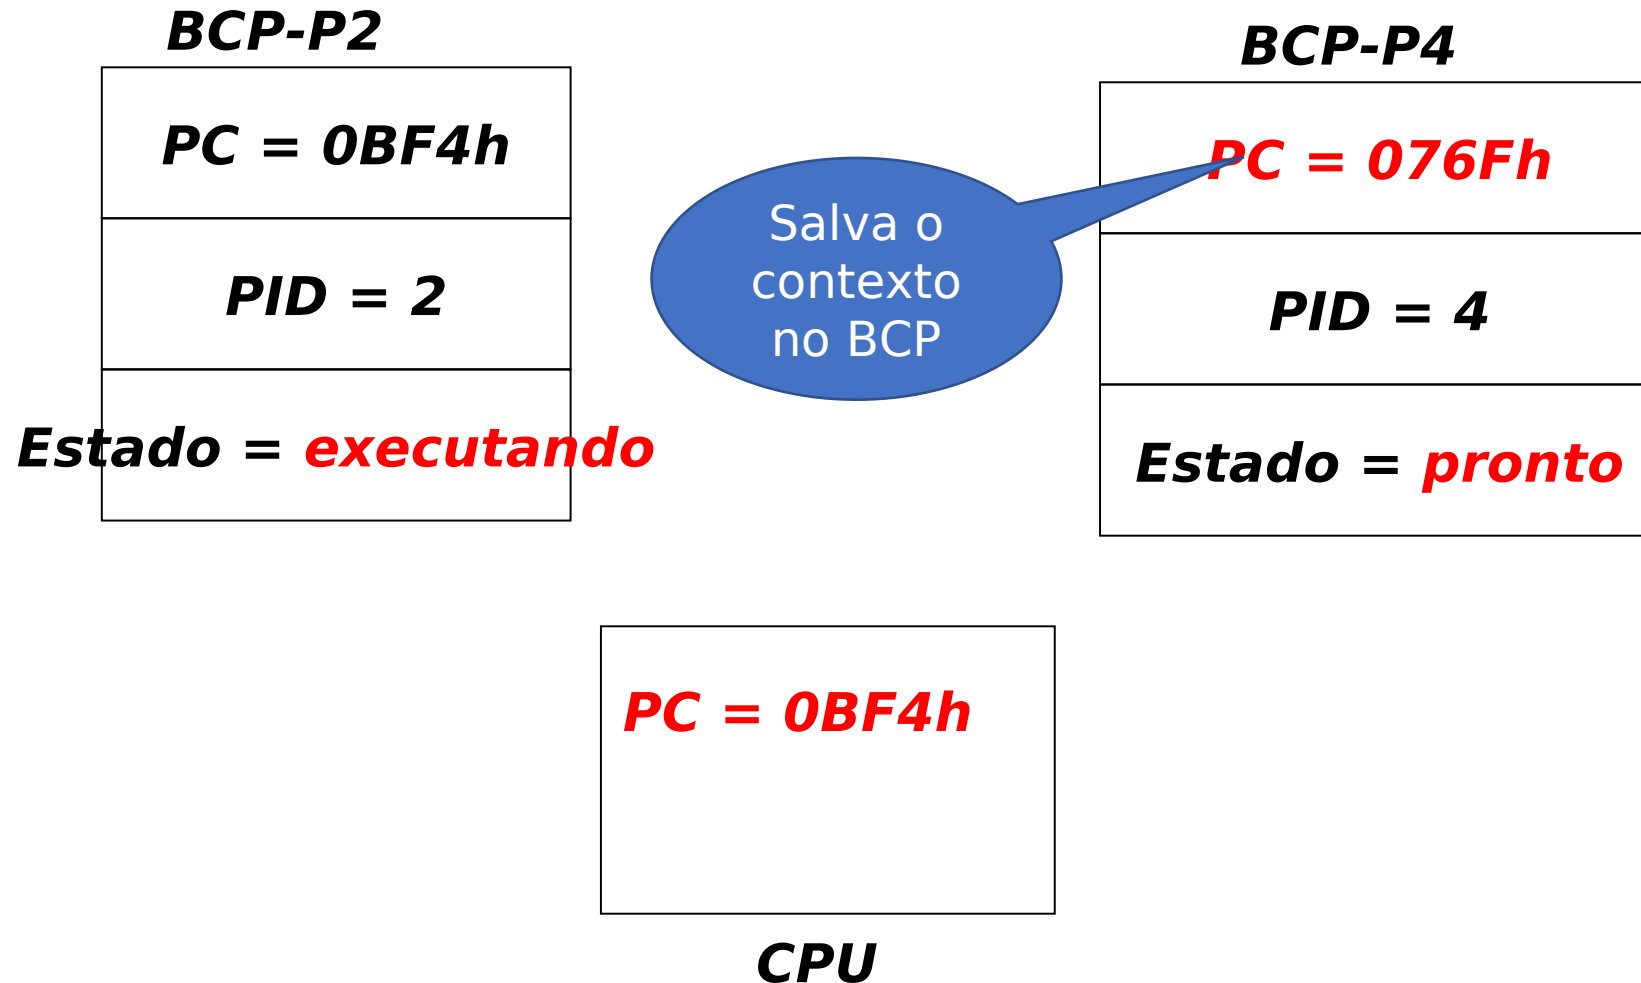 BCP-P2
PC = 0BF4h
PID = 2
Estado = executando
Salva o
contexto
no BCP
BCP-P4
PC = 076Fh
PID = 4
Estado = pronto
PC = 0BF4h
CPU